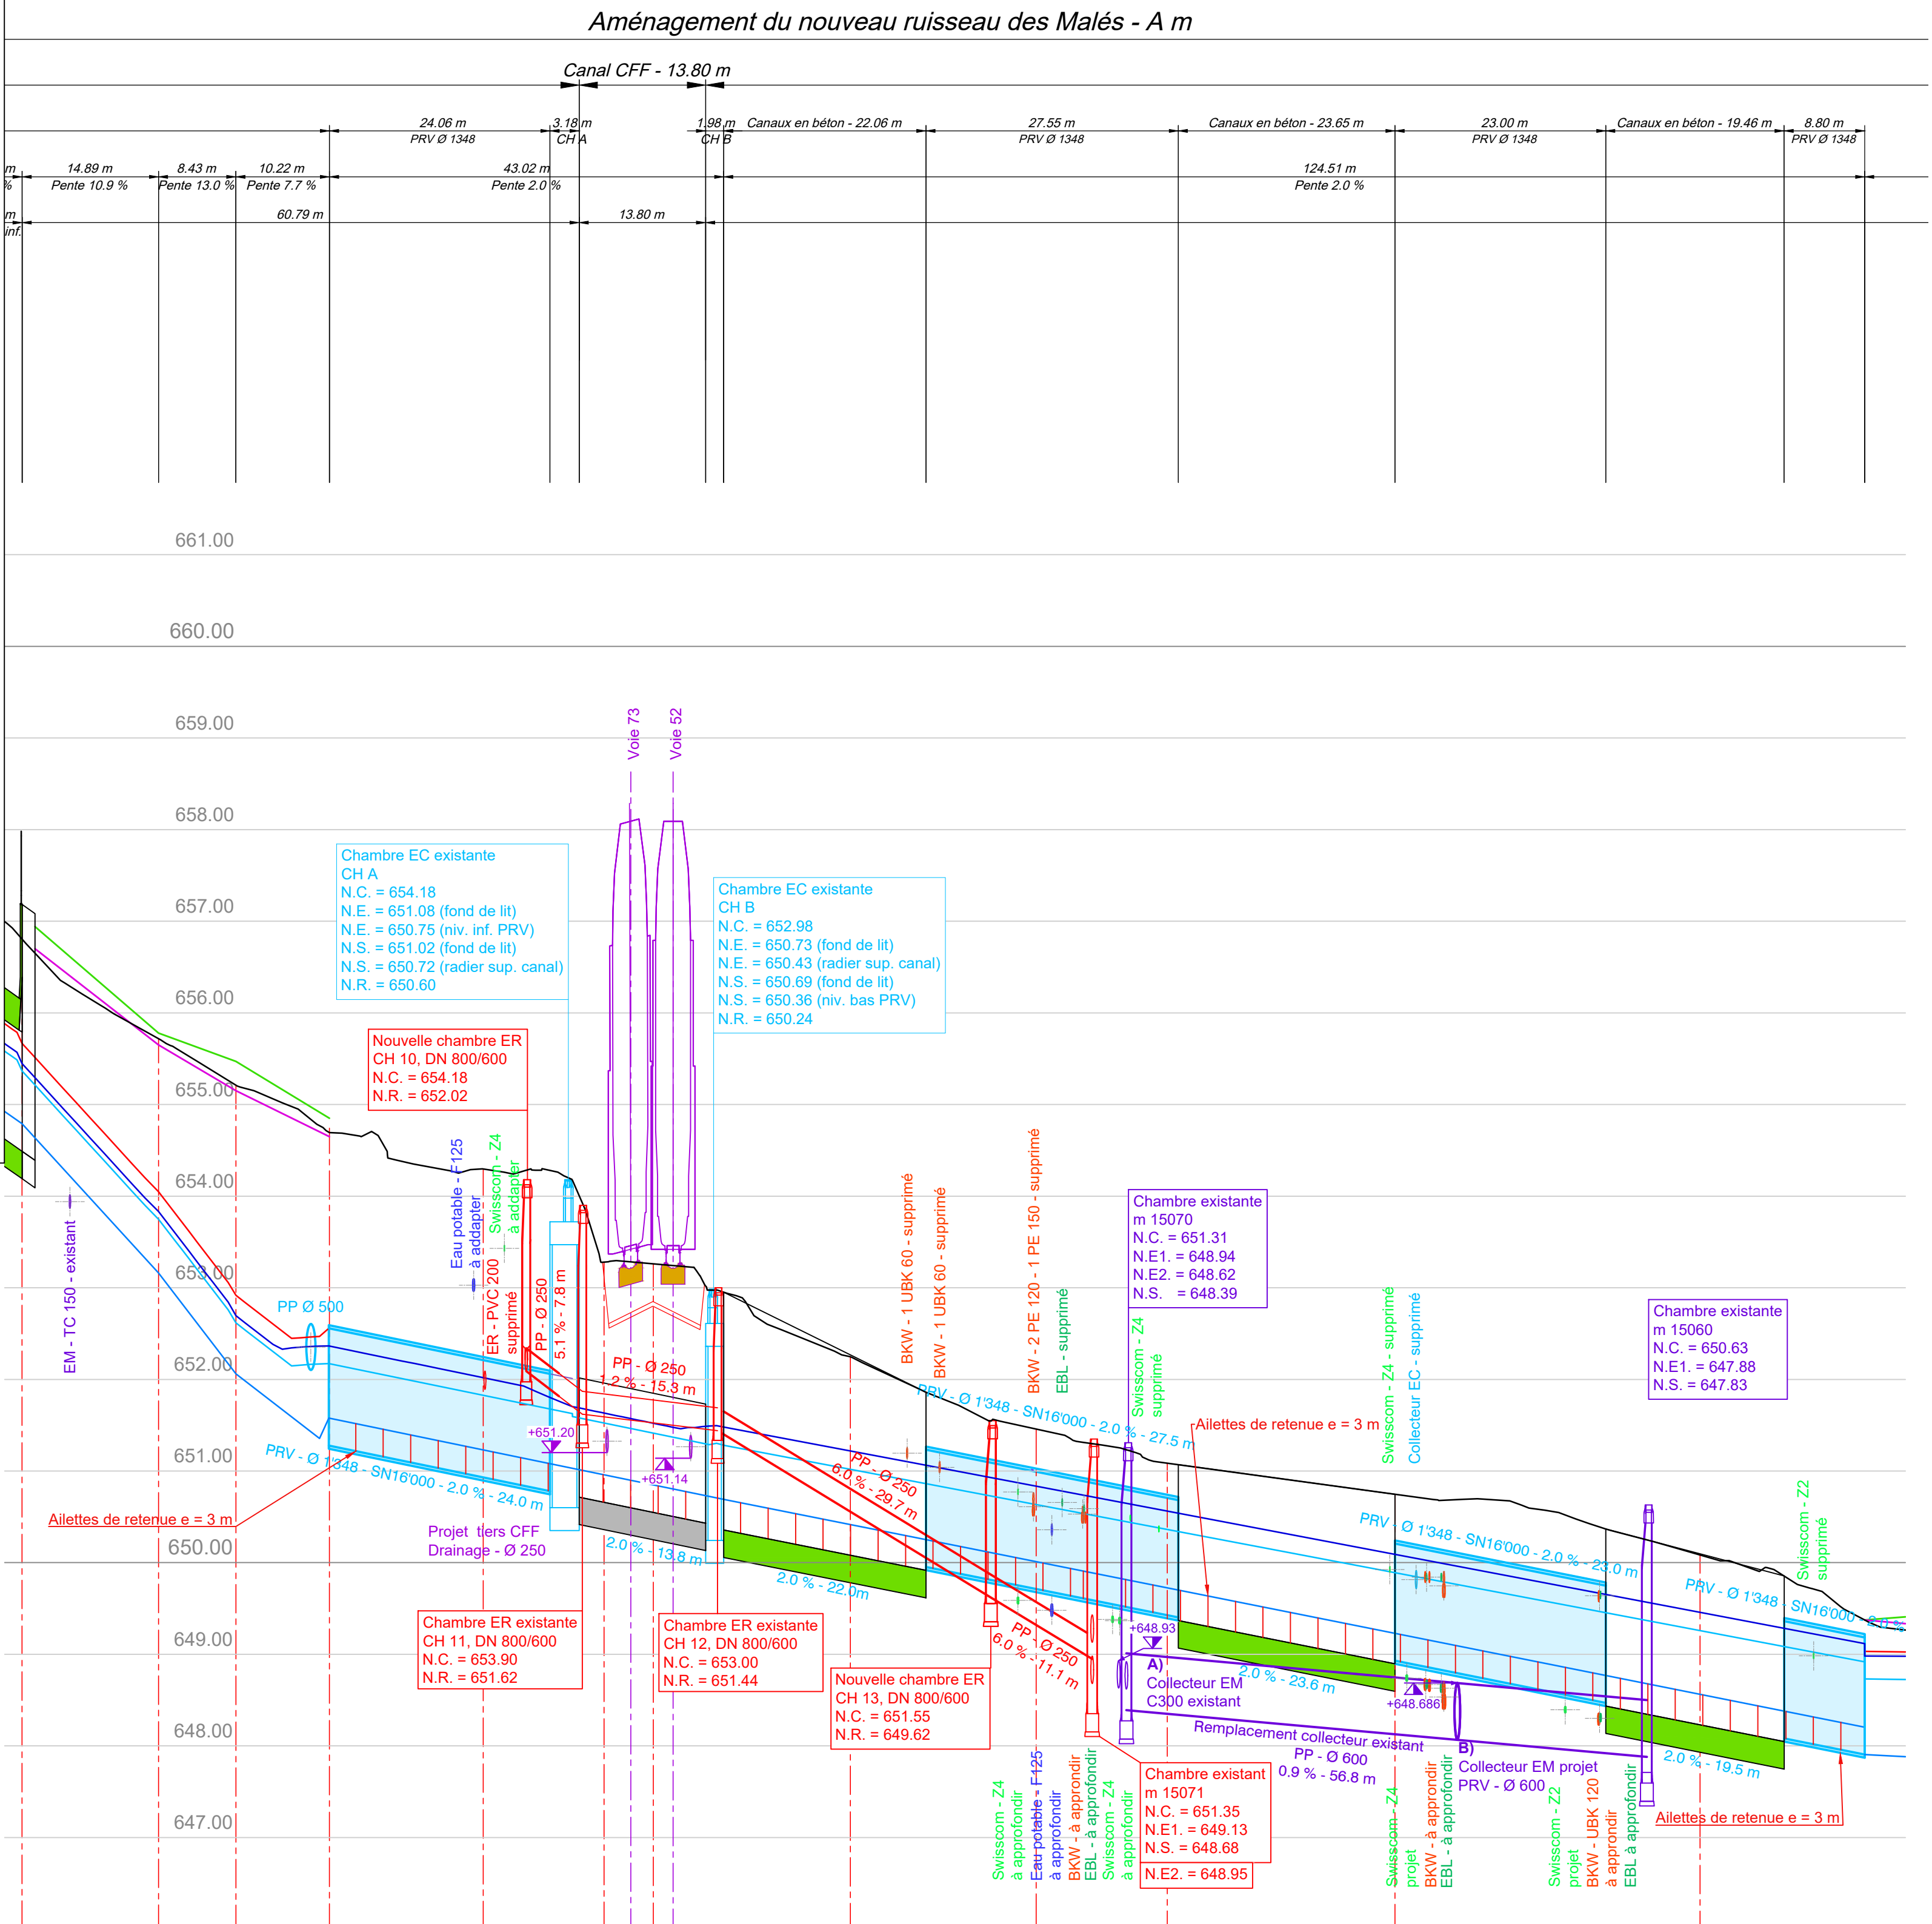 Aménagement du nouveau ruisseau des Malés - A m
Canal CFF - 13.80 m
24.06 m
PRV Ø 1348
3.18 m
CH A
1.98 m
CH B
Canaux en béton - 22.06 m
27.55 m
PRV Ø 1348
Canaux en béton - 23.65 m
23.00 m
PRV Ø 1348
Canaux en béton - 19.46 m
8.80 m
PRV Ø 1348
m
%
14.89 m
Pente 10.9 %
8.43 m
Pente 13.0 %
10.22 m
Pente 7.7 %
43.02 m
Pente 2.0 %
124.51 m
Pente 2.0 %
m
inf.
60.79 m
13.80 m
661.00
660.00
659.00
658.00
657.00
656.00
655.00
654.00
653.00
652.00
651.00
650.00
649.00
648.00
647.00
Voie 73
Voie 52
Chambre EC existante
CH A
N.C. = 654.18
N.E. = 651.08 (fond de lit)
N.E. = 650.75 (niv. inf. PRV)
N.S. = 651.02 (fond de lit)
N.S. = 650.72 (radier sup. canal)
N.R. = 650.60
Chambre EC existante
CH B
N.C. = 652.98
N.E. = 650.73 (fond de lit)
N.E. = 650.43 (radier sup. canal)
N.S. = 650.69 (fond de lit)
N.S. = 650.36 (niv. bas PRV)
N.R. = 650.24
Nouvelle chambre ER
CH 10, DN 800/600
N.C. = 654.18
N.R. = 652.02
EM - TC 150 - existant
PP Ø 500
Eau potable - F125
à addapter
Swisscom - Z4
à addapter
ER - PVC 200
supprimé
PP - Ø 250
5.1 % - 7.8 m
PP - Ø 250
1.2 % - 15.3 m
+651.20
+651.14
PRV - Ø 1'348 - SN16'000 - 2.0 % - 24.0 m
Ailettes de retenue e = 3 m
Projet tiers CFF
Drainage - Ø 250
2.0 % - 13.8 m
2.0 % - 22.0m
BKW - 1 UBK 60 - supprimé
BKW - 1 UBK 60 - supprimé
BKW - 2 PE 120 - 1 PE 150 - supprimé
EBL - supprimé
Swisscom - Z4
supprimé
PRV - Ø 1'348 - SN16'000 - 2.0 % - 27.5 m
PP - Ø 250
6.0 % - 29.7 m
PP - Ø 250
6.0 % - 11.1 m
Chambre existante
m 15070
N.C. = 651.31
N.E1. = 648.94
N.E2. = 648.62
N.S. = 648.39
Ailettes de retenue e = 3 m
Swisscom - Z4 - supprimé
Collecteur EC - supprimé
Chambre existante
m 15060
N.C. = 650.63
N.E1. = 647.88
N.S. = 647.83
PRV - Ø 1'348 - SN16'000 - 2.0 % - 23.0 m
Swisscom - Z2
supprimé
PRV - Ø 1'348 - SN16'000 - 2.0 %
Chambre ER existante
CH 11, DN 800/600
N.C. = 653.90
N.R. = 651.62
Chambre ER existante
CH 12, DN 800/600
N.C. = 653.00
N.R. = 651.44
Nouvelle chambre ER
CH 13, DN 800/600
N.C. = 651.55
N.R. = 649.62
+648.93
A)
Collecteur EM
C300 existant
2.0 % - 23.6 m
+648.686
Remplacement collecteur existant
PP - Ø 600
0.9 % - 56.8 m
B)
Collecteur EM projet
PRV - Ø 600
2.0 % - 19.5 m
Chambre existant
m 15071
N.C. = 651.35
N.E1. = 649.13
N.S. = 648.68
N.E2. = 648.95
Swisscom - Z4
à approfondir
Eau potable - F125
à approfondir
BKW - à approndir
EBL - à approfondir
Swisscom - Z4
à approfondir
Swisscom - Z4
projet
BKW - à approndir
EBL - à approfondir
Swisscom - Z2
projet
BKW - UBK 120
à approndir
EBL à approfondir
Ailettes de retenue e = 3 m